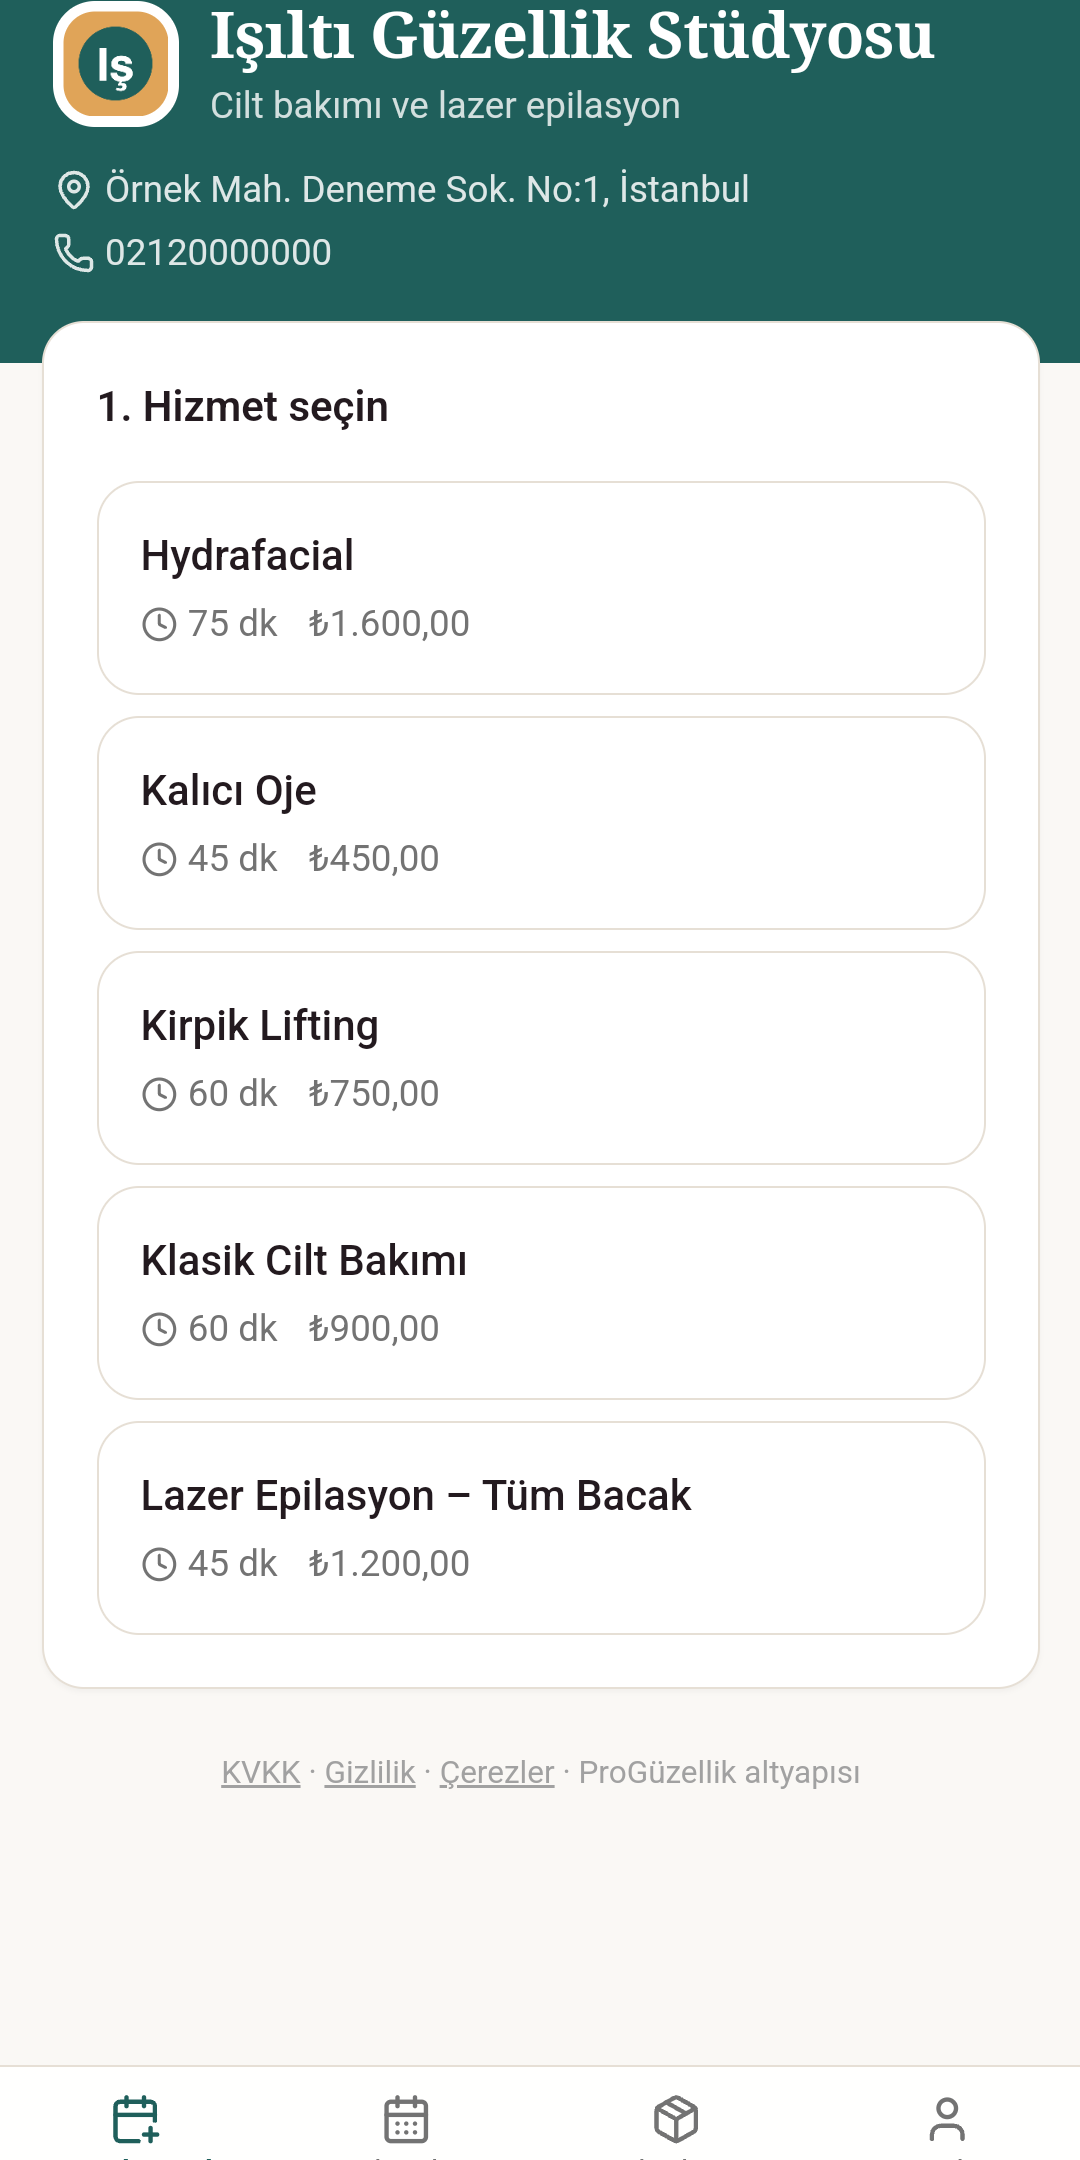 Işıltı Güzellik Stüdyosu
Cilt bakımı ve lazer epilasyon
Iş
Örnek Mah. Deneme Sok. No:1, İstanbul
02120000000
1. Hizmet seçin
Hydrafacial
75 dk ₺1.600,00
Kalıcı Oje
45 dk ₺450,00
Kirpik Lifting
60 dk ₺750,00
Klasik Cilt Bakımı
60 dk ₺900,00
Lazer Epilasyon – Tüm Bacak
45 dk ₺1.200,00
KVKK · Gizlilik · Çerezler · ProGüzellik altyapısı